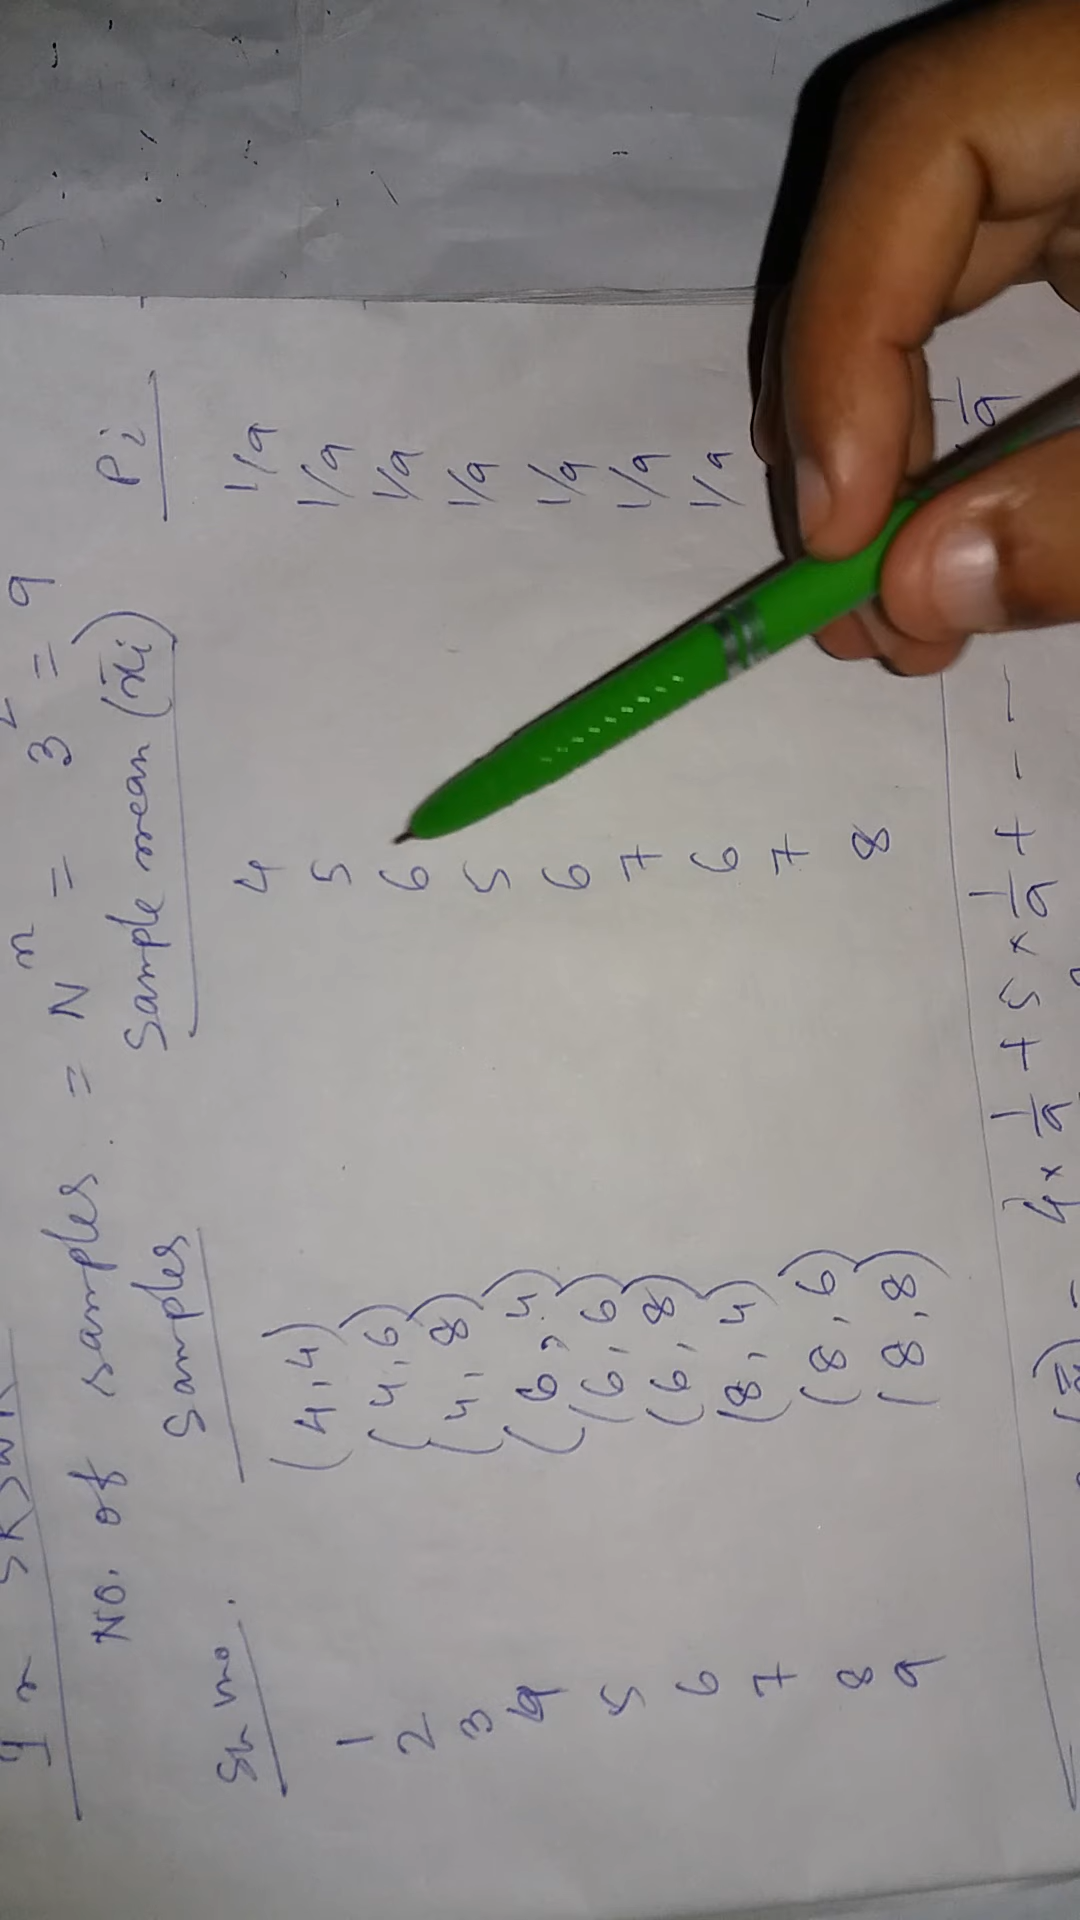 In SRSWR
No. of samples = N^n = 3^2 = 9
Sr no. Samples Sample mean (x̄i) Pi
1 (4,4) 4 1/9
2 (4,6) 5 1/9
3 (4,8) 6 1/9
4 (6,4) 5 1/9
5 (6,6) 6 1/9
6 (6,8) 7 1/9
7 (8,4) 6 1/9
8 (8,6) 7
9 (8,8) 8
(x̄) = 4 × 1/9 + 5 × 1/9 + - - 1/9